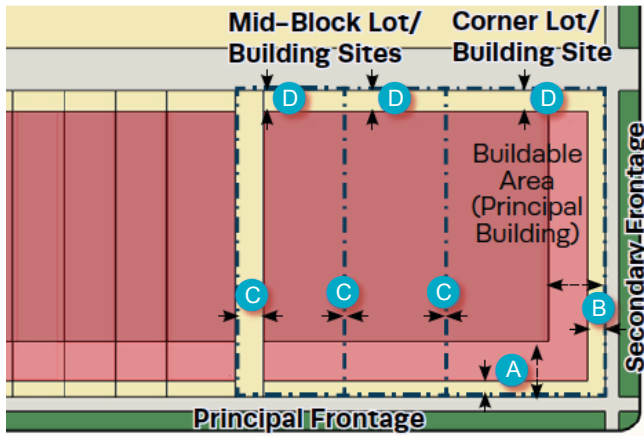 Mid-Block Lot/
Building Sites
Corner Lot/
Building Site
D
D
D
Buildable
Area
(Principal
Building)
Secondary Frontage
C
C
C
B
A
Principal Frontage